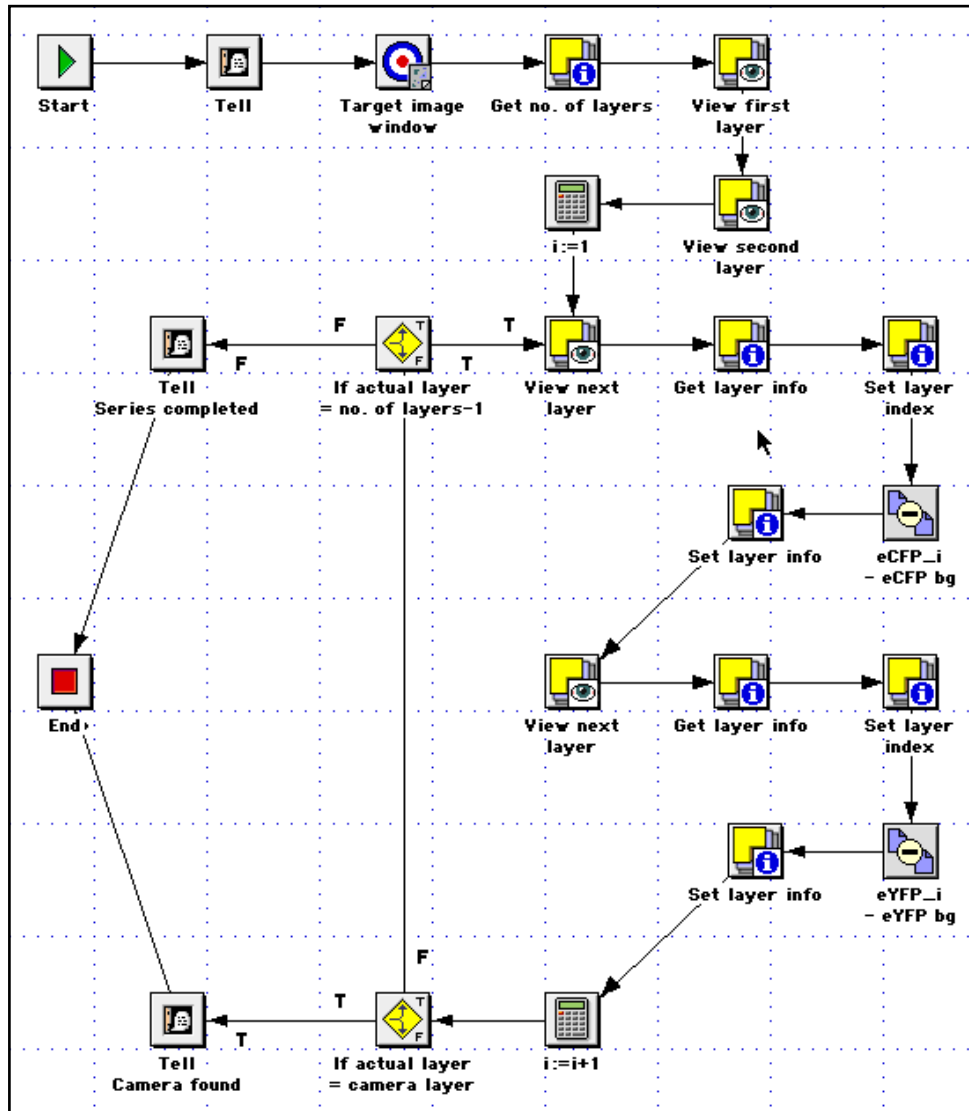 Start
Tell
Target image
window
Get no. of layers
View first
layer
i:=1
View second
layer
F
T
F
T
Tell
Series completed
If actual layer
= no. of layers-1
View next
layer
Get layer info
Set layer
index
Set layer info
eCFP_i
- eCFP bg
End
View next
layer
Get layer info
Set layer
index
Set layer info
eYFP_i
- eYFP bg
F
T
T
Tell
Camera found
If actual layer
= camera layer
i:=i+1